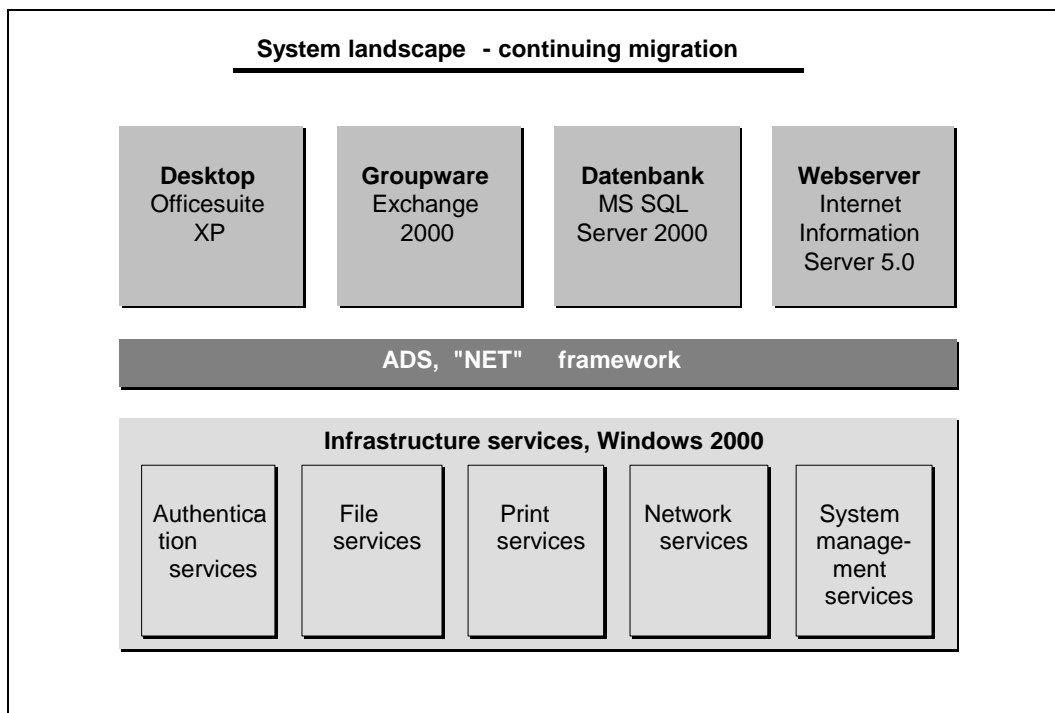 System landscape - continuing migration
Desktop
Officesuite
XP
Groupware
Exchange
2000
Datenbank
MS SQL
Server 2000
Webserver
Internet
Information
Server 5.0
ADS, "NET" framework
Infrastructure services, Windows 2000
Authentica
tion
services
File
services
Print
services
Network
services
System
manage-
ment
services